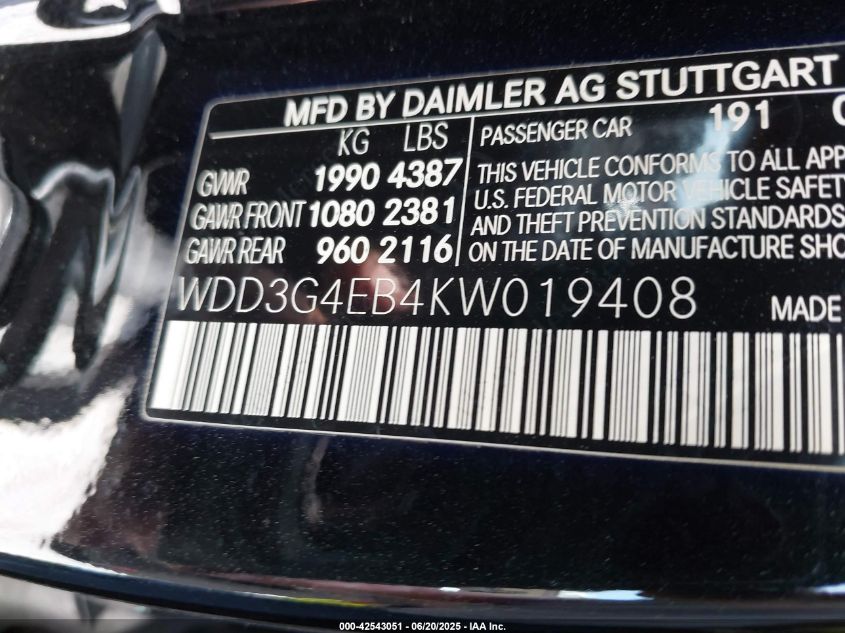 MFD BY DAIMLER AG STUTTGART
KG LBS
GVWR 1990 4387
GAWR FRONT 1080 2381
GAWR REAR 960 2116
PASSENGER CAR 191
THIS VEHICLE CONFORMS TO ALL APP
U.S. FEDERAL MOTOR VEHICLE SAFETY
AND THEFT PREVENTION STANDARDS
ON THE DATE OF MANUFACTURE SHO
WDD3G4EB4KW019408
MADE
000-42543051 - 06/20/2025 - IAA Inc.